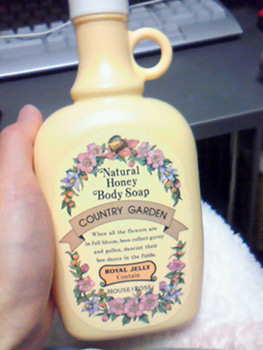 Natural
Honey
Body Soap
COUNTRY GARDEN
When all the flowers are
in full bloom, bees collect
and pollen, dancing their
bee-dance in the fields.
ROYAL JELLY
Contain
HOUSE OF ROSE